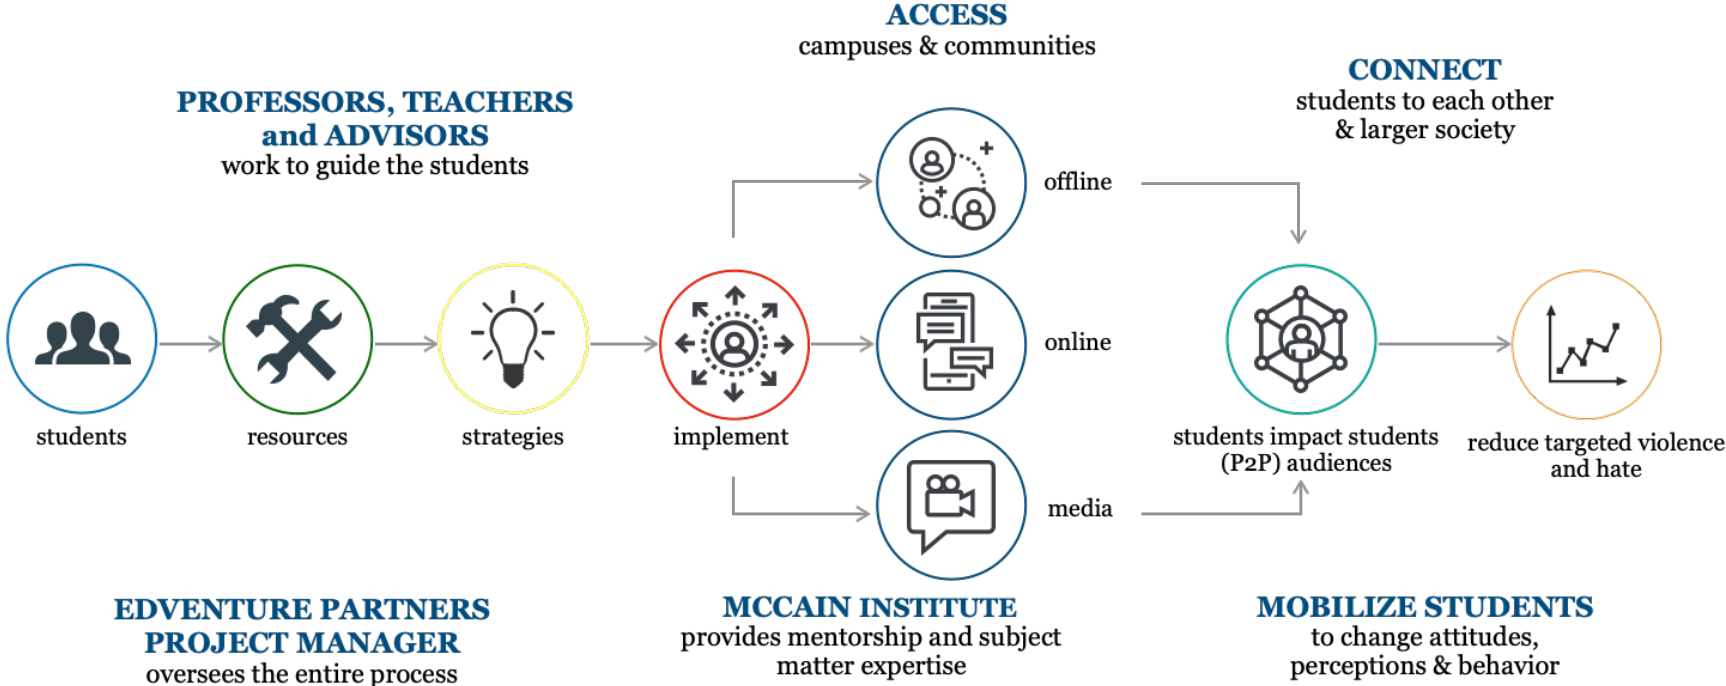 ACCESS
campuses & communities
CONNECT
students to each other
& larger society
PROFESSORS, TEACHERS
and ADVISORS
work to guide the students
offline
online
media
students
resources
strategies
implement
students impact students
(P2P) audiences
reduce targeted violence
and hate
EDVENTURE PARTNERS
PROJECT MANAGER
oversees the entire process
MCCAIN INSTITUTE
provides mentorship and subject
matter expertise
MOBILIZE STUDENTS
to change attitudes,
perceptions & behavior